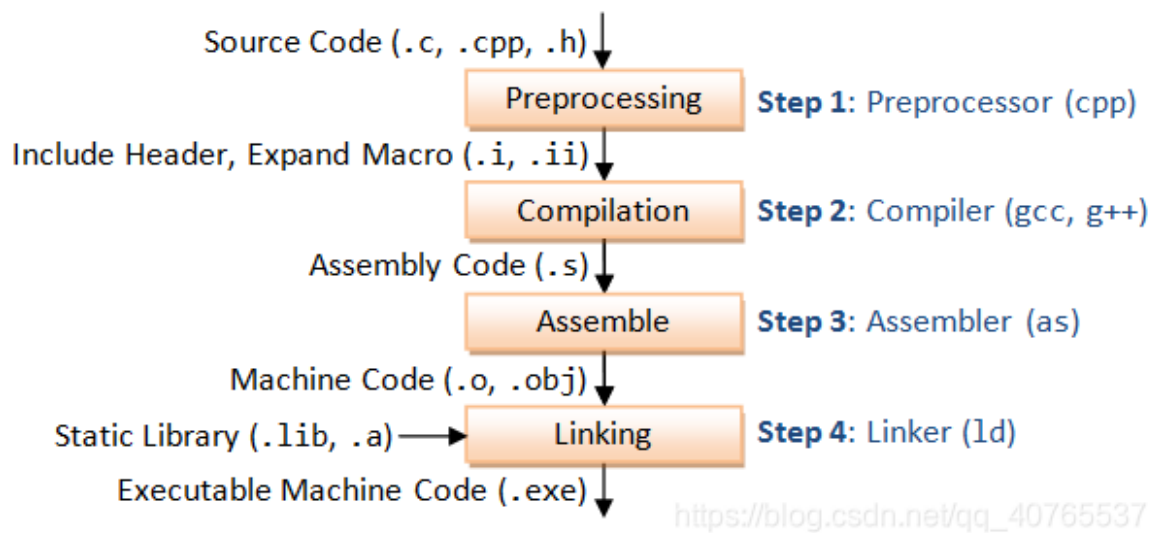 Source Code (.c, .cpp, .h)
Preprocessing
Step 1: Preprocessor (cpp)
Include Header, Expand Macro (.i, .ii)
Compilation
Step 2: Compiler (gcc, g++)
Assembly Code (.s)
Assemble
Step 3: Assembler (as)
Machine Code (.o, .obj)
Static Library (.lib, .a)
Linking
Step 4: Linker (ld)
Executable Machine Code (.exe)
https://blog.csdn.net/qq_40765537